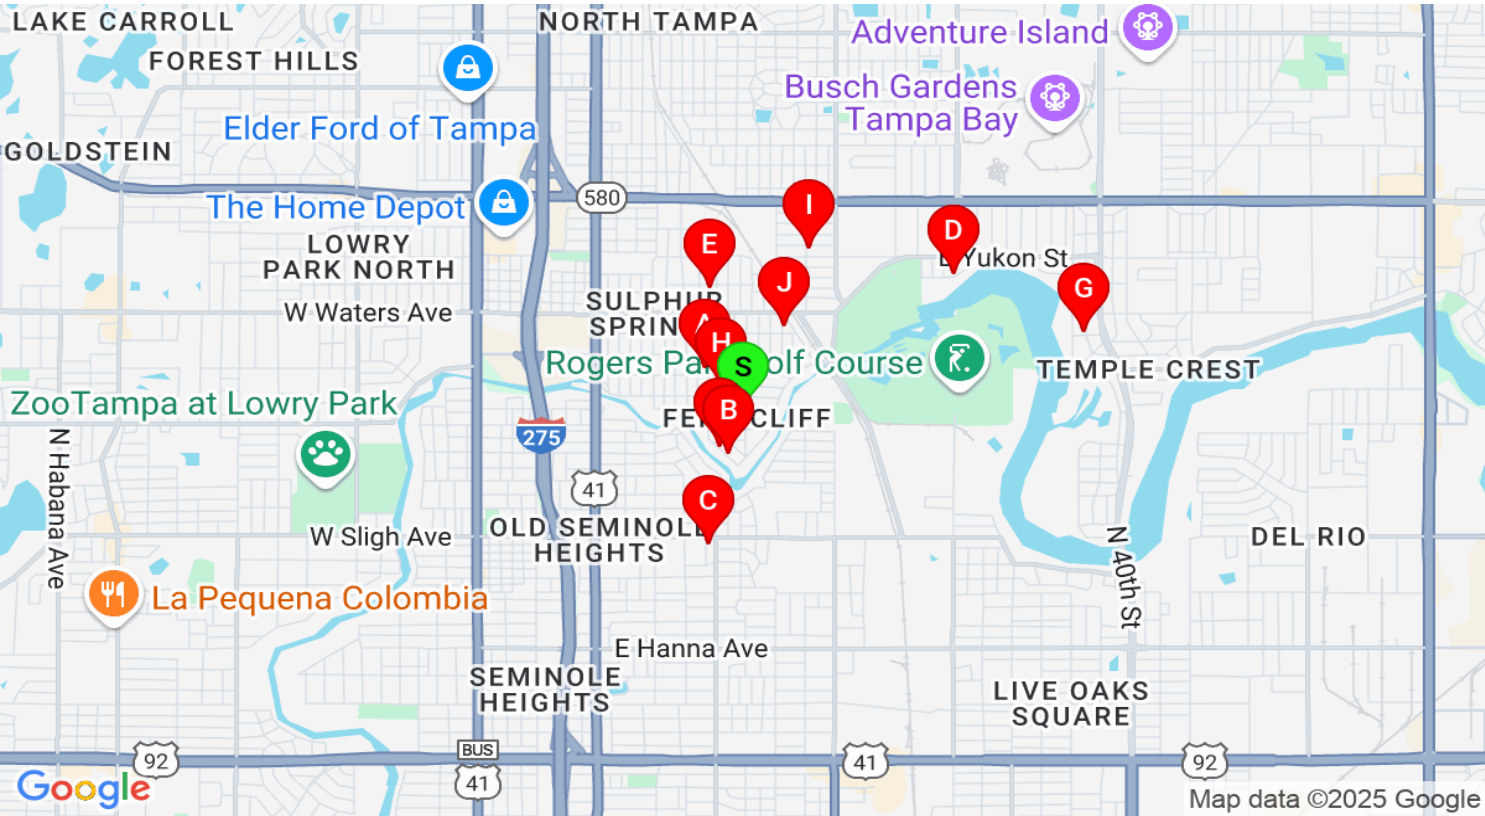 LAKE CARROLL
NORTH TAMPA
Adventure Island
FOREST HILLS
Busch Gardens
Tampa Bay
Elder Ford of Tampa
GOLDSTEIN
580
The Home Depot
I
D
E
LOWRY
PARK NORTH
E Yukon St
J
G
W Waters Ave
SULPHUR
SPRIN
A
H
S
Rogers Pa
olf Course
TEMPLE CREST
ZooTampa at Lowry Park
B
FE
CLIFF
275
N Habana Ave
41
C
W Sligh Ave
OLD SEMINOLE
HEIGHTS
N 40th St
DEL RIO
La Pequena Colombia
E Hanna Ave
SEMINOLE
HEIGHTS
LIVE OAKS
SQUARE
BUS
41
92
41
92
Google
Map data ©2025 Google